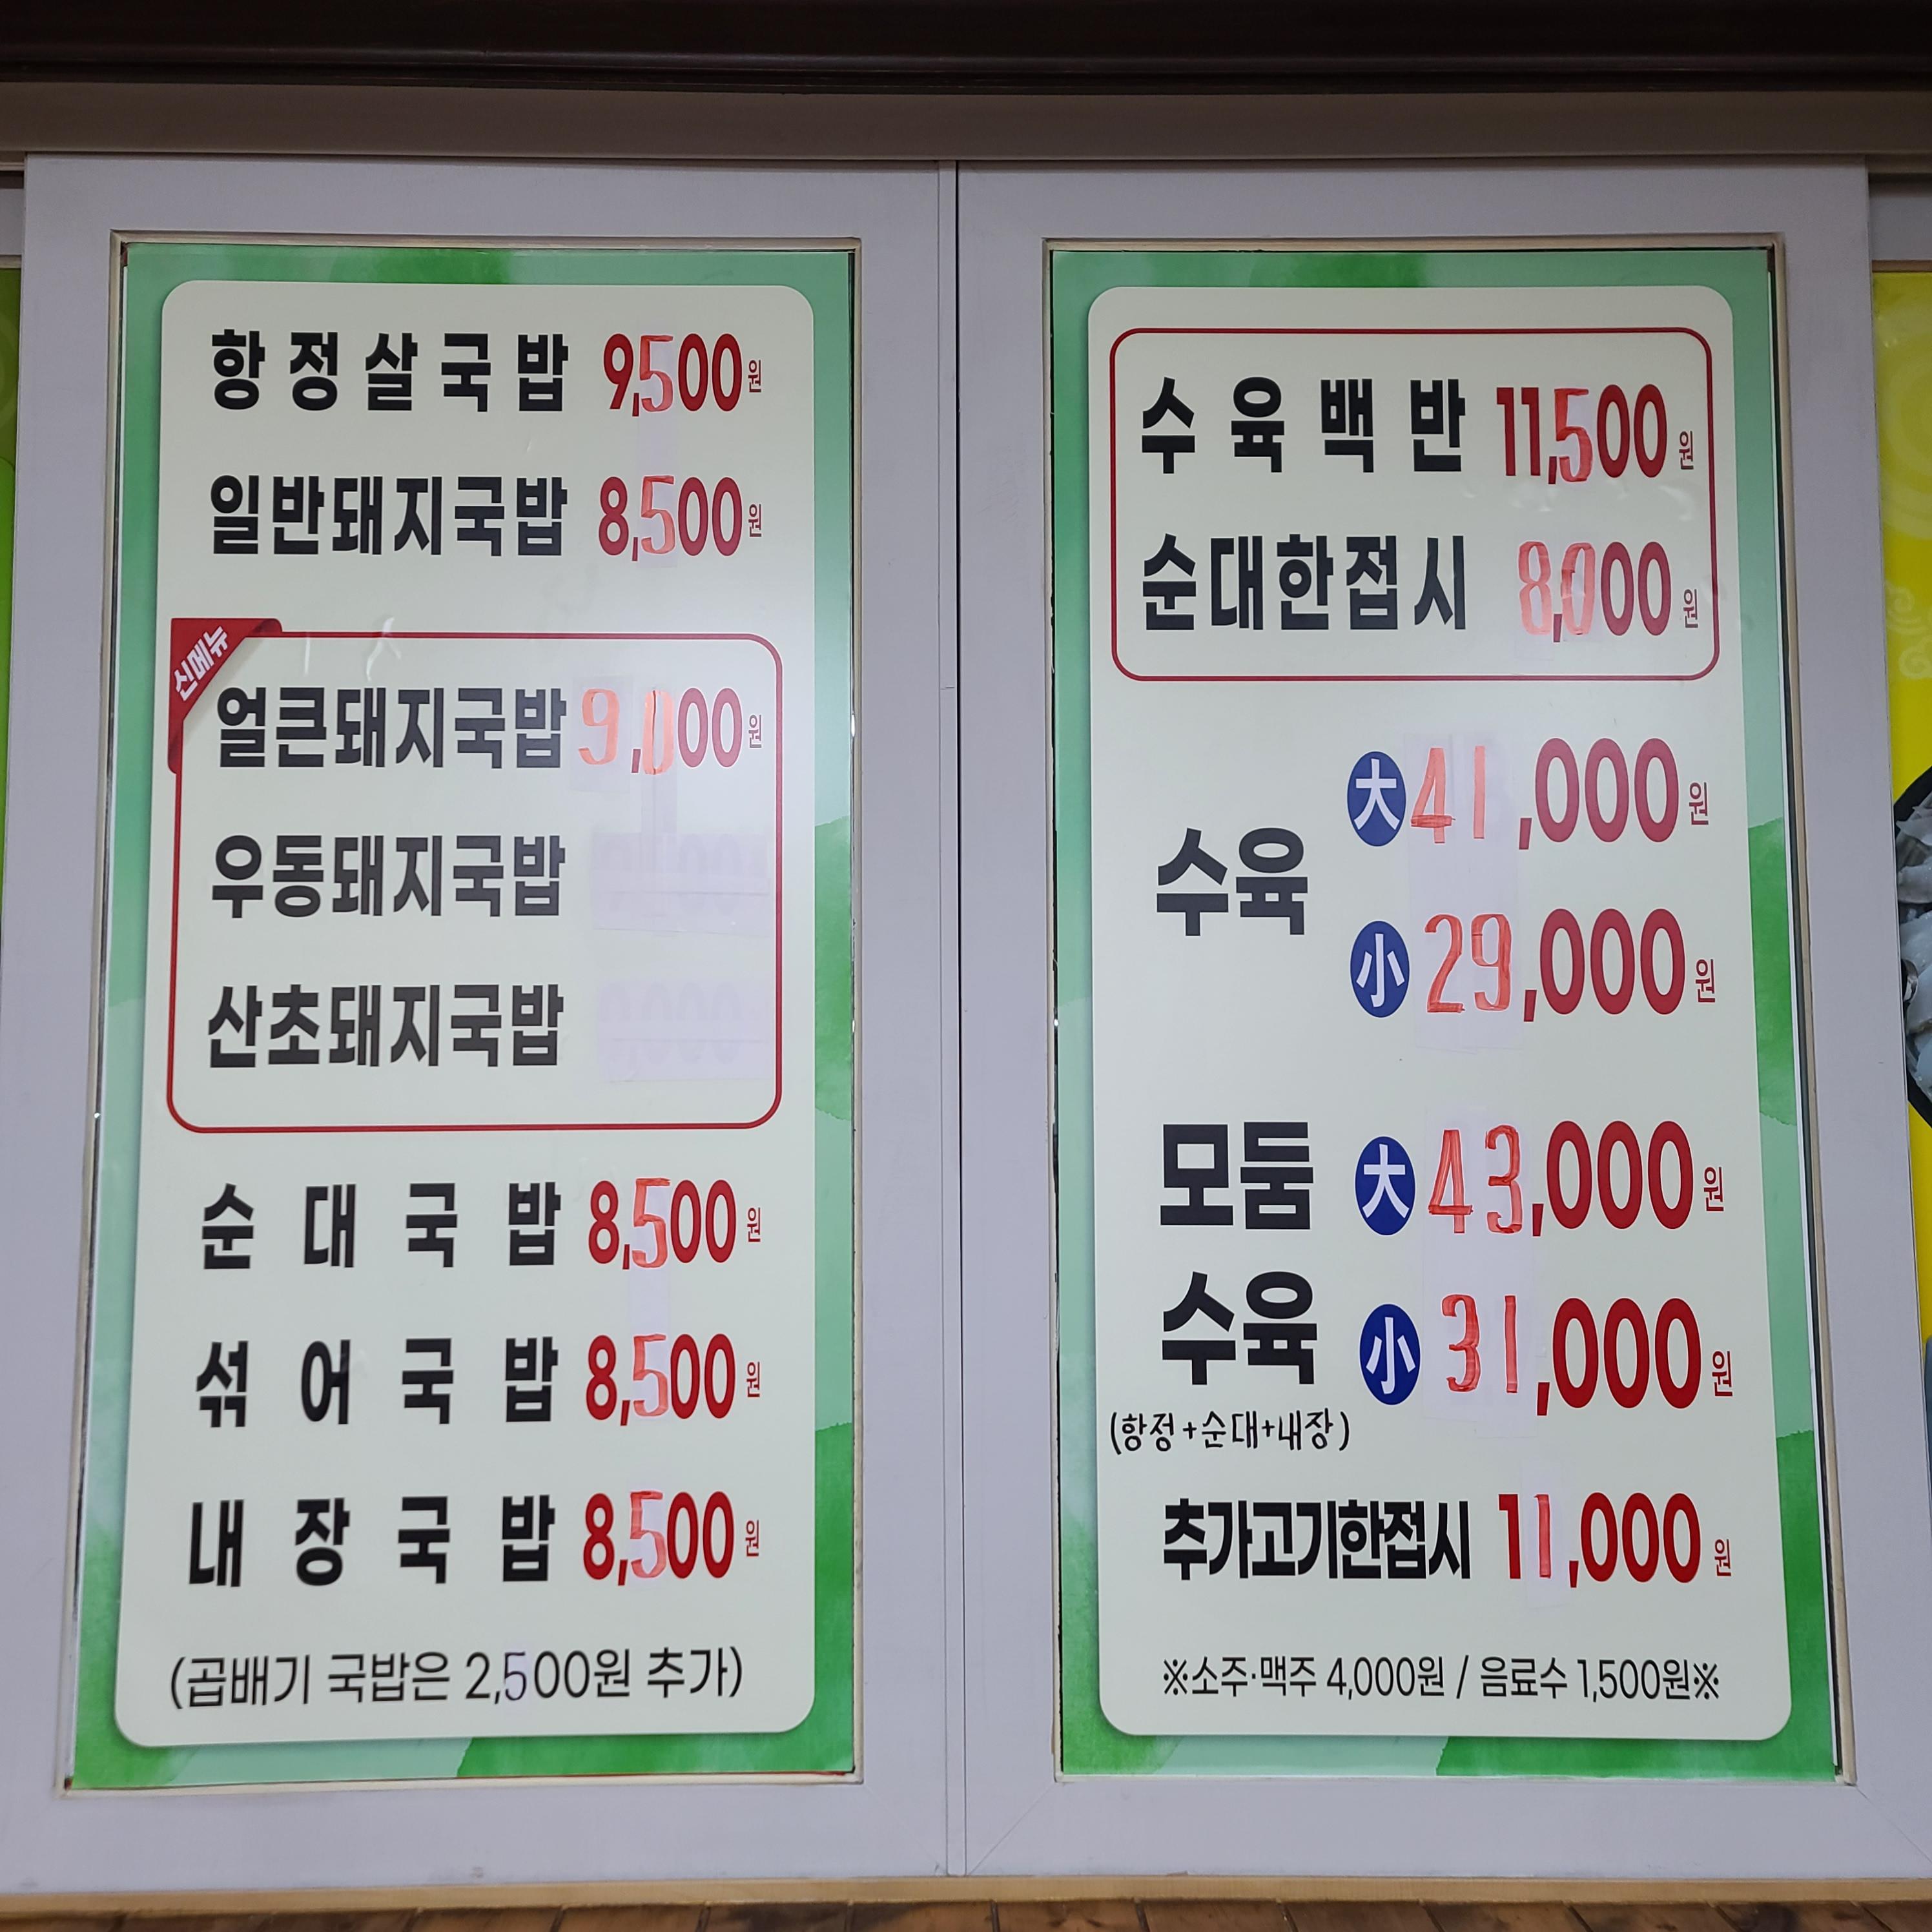 항정살국밥 9,500원
일반돼지국밥 8,500원
신메뉴
얼큰돼지국밥 9,000원
우동돼지국밥
산초돼지국밥
순대국밥 8,500원
섞어국밥 8,500원
내장국밥 8,500원
(곱배기 국밥은 2,500원 추가)
수육백반 11,500원
순대한접시 8,000원
수육 大 41,000원
小 29,000원
모둠 大 43,000원
수육 小 31,000원
(항정+순대+내장)
추가고기한접시 11,000원
※소주·맥주 4,000원 / 음료수 1,500원※